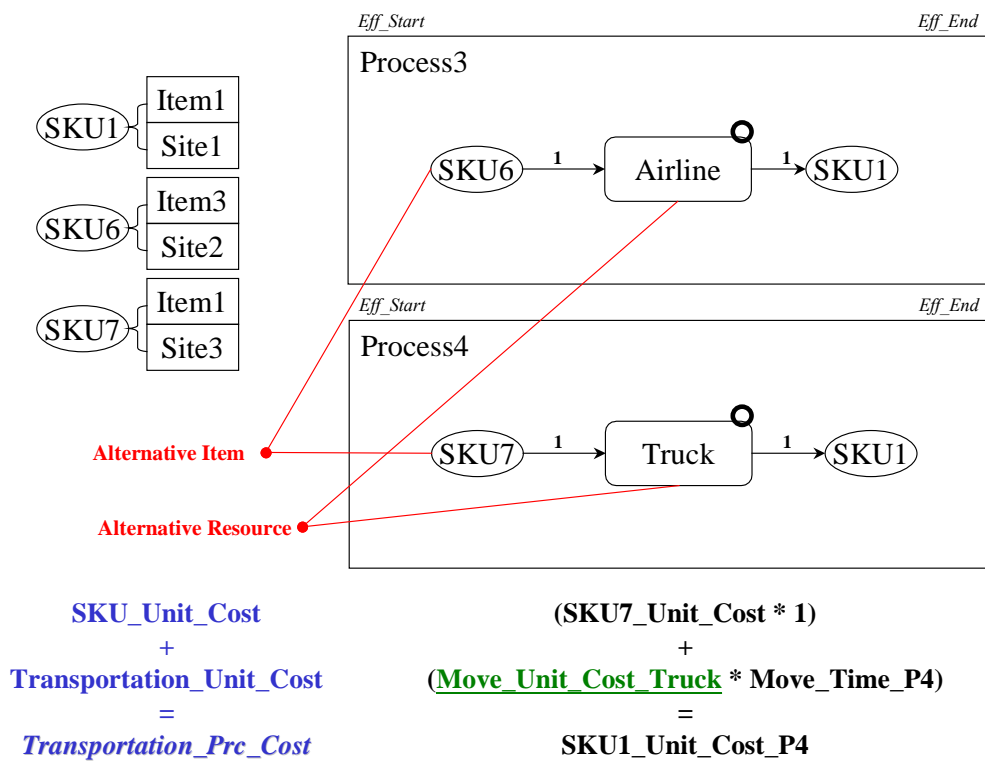 Eff_Start
Eff_End
Process3
SKU1
Item1
Site1
SKU6
1
Airline
1
SKU1
SKU6
Item3
Site2
SKU7
Item1
Site3
Eff_Start
Eff_End
Process4
Alternative Item
SKU7
1
Truck
1
SKU1
Alternative Resource
SKU_Unit_Cost
+
Transportation_Unit_Cost
=
Transportation_Prc_Cost
(SKU7_Unit_Cost * 1)
+
(Move_Unit_Cost_Truck * Move_Time_P4)
=
SKU1_Unit_Cost_P4